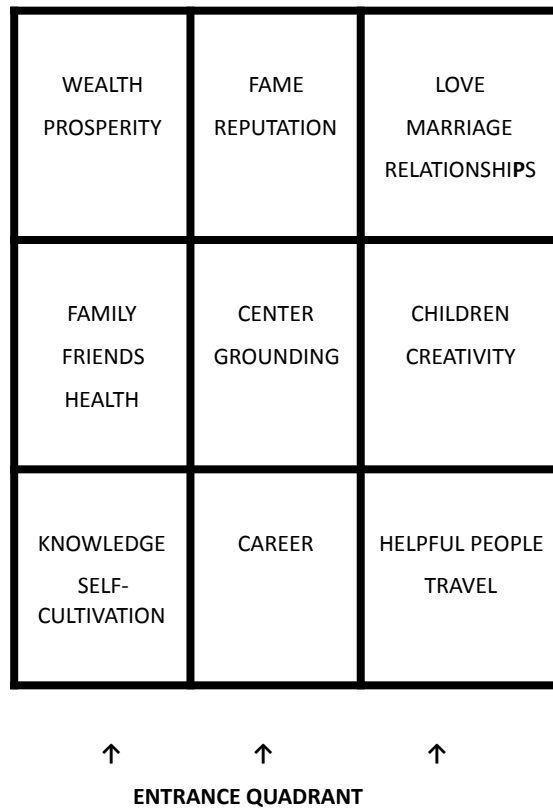 WEALTH
PROSPERITY
FAME
REPUTATION
LOVE
MARRIAGE
RELATIONSHIPS
FAMILY
FRIENDS
HEALTH
CENTER
GROUNDING
CHILDREN
CREATIVITY
KNOWLEDGE
SELF-
CULTIVATION
CAREER
HELPFUL PEOPLE
TRAVEL
↑ ↑ ↑
ENTRANCE QUADRANT